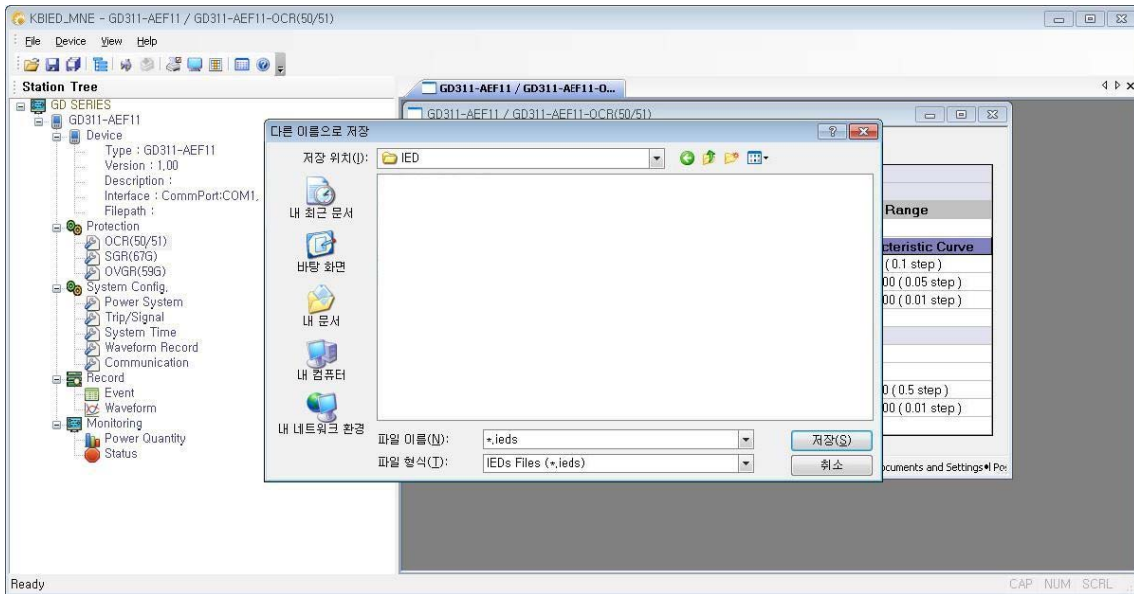 KBIED_MNE - GD311-AEF11 / GD311-AEF11-OCR(50/51)
File Device View Help
Station Tree
GD SERIES
GD311-AEF11
Device
Type : GD311-AEF11
Version : 1,00
Description :
Interface : CommPort:COM1,
Filepath :
Protection
OCR(50/51)
SGR(67G)
OVGR(59G)
System Config,
Power System
Trip/Signal
System Time
Waveform Record
Communication
Record
Event
Waveform
Monitoring
Power Quantity
Status
GD311-AEF11 / GD311-AEF11-O...
GD311-AEF11 / GD311-AEF11-OCR(50/51)
다른 이름으로 저장
저장 위치(I): IED
내 최근 문서
바탕 화면
내 문서
내 컴퓨터
내 네트워크 환경
파일 이름(N): *,ieds
저장(S)
파일 형식(T): IEDs Files (*,ieds)
취소
Range
cteristic Curve
( 0.1 step )
00 ( 0.05 step )
00 ( 0.01 step )
0 ( 0.5 step )
00 ( 0.01 step )
ocuments and Settings
Ready
CAP NUM SCRL